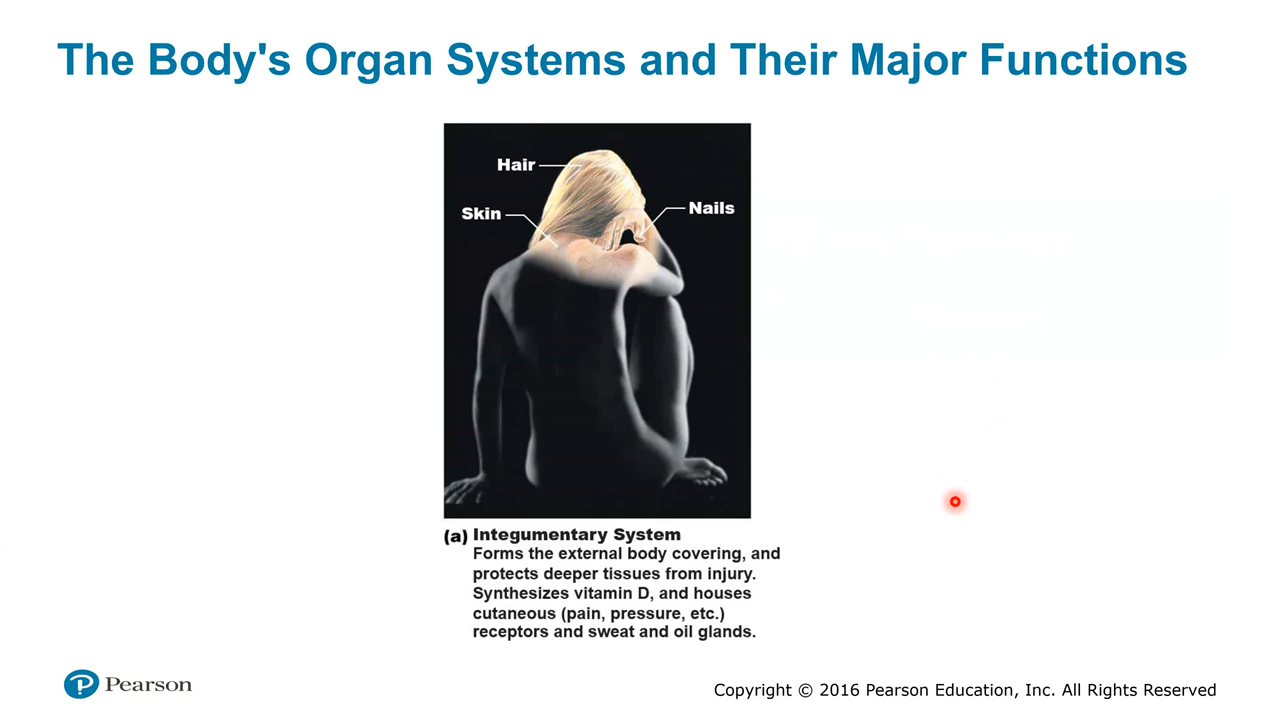 The Body's Organ Systems and Their Major Functions
Hair
Skin
Nails
(a) Integumentary System
Forms the external body covering, and
protects deeper tissues from injury.
Synthesizes vitamin D, and houses
cutaneous (pain, pressure, etc.)
receptors and sweat and oil glands.
Pearson
Copyright © 2016 Pearson Education, Inc. All Rights Reserved